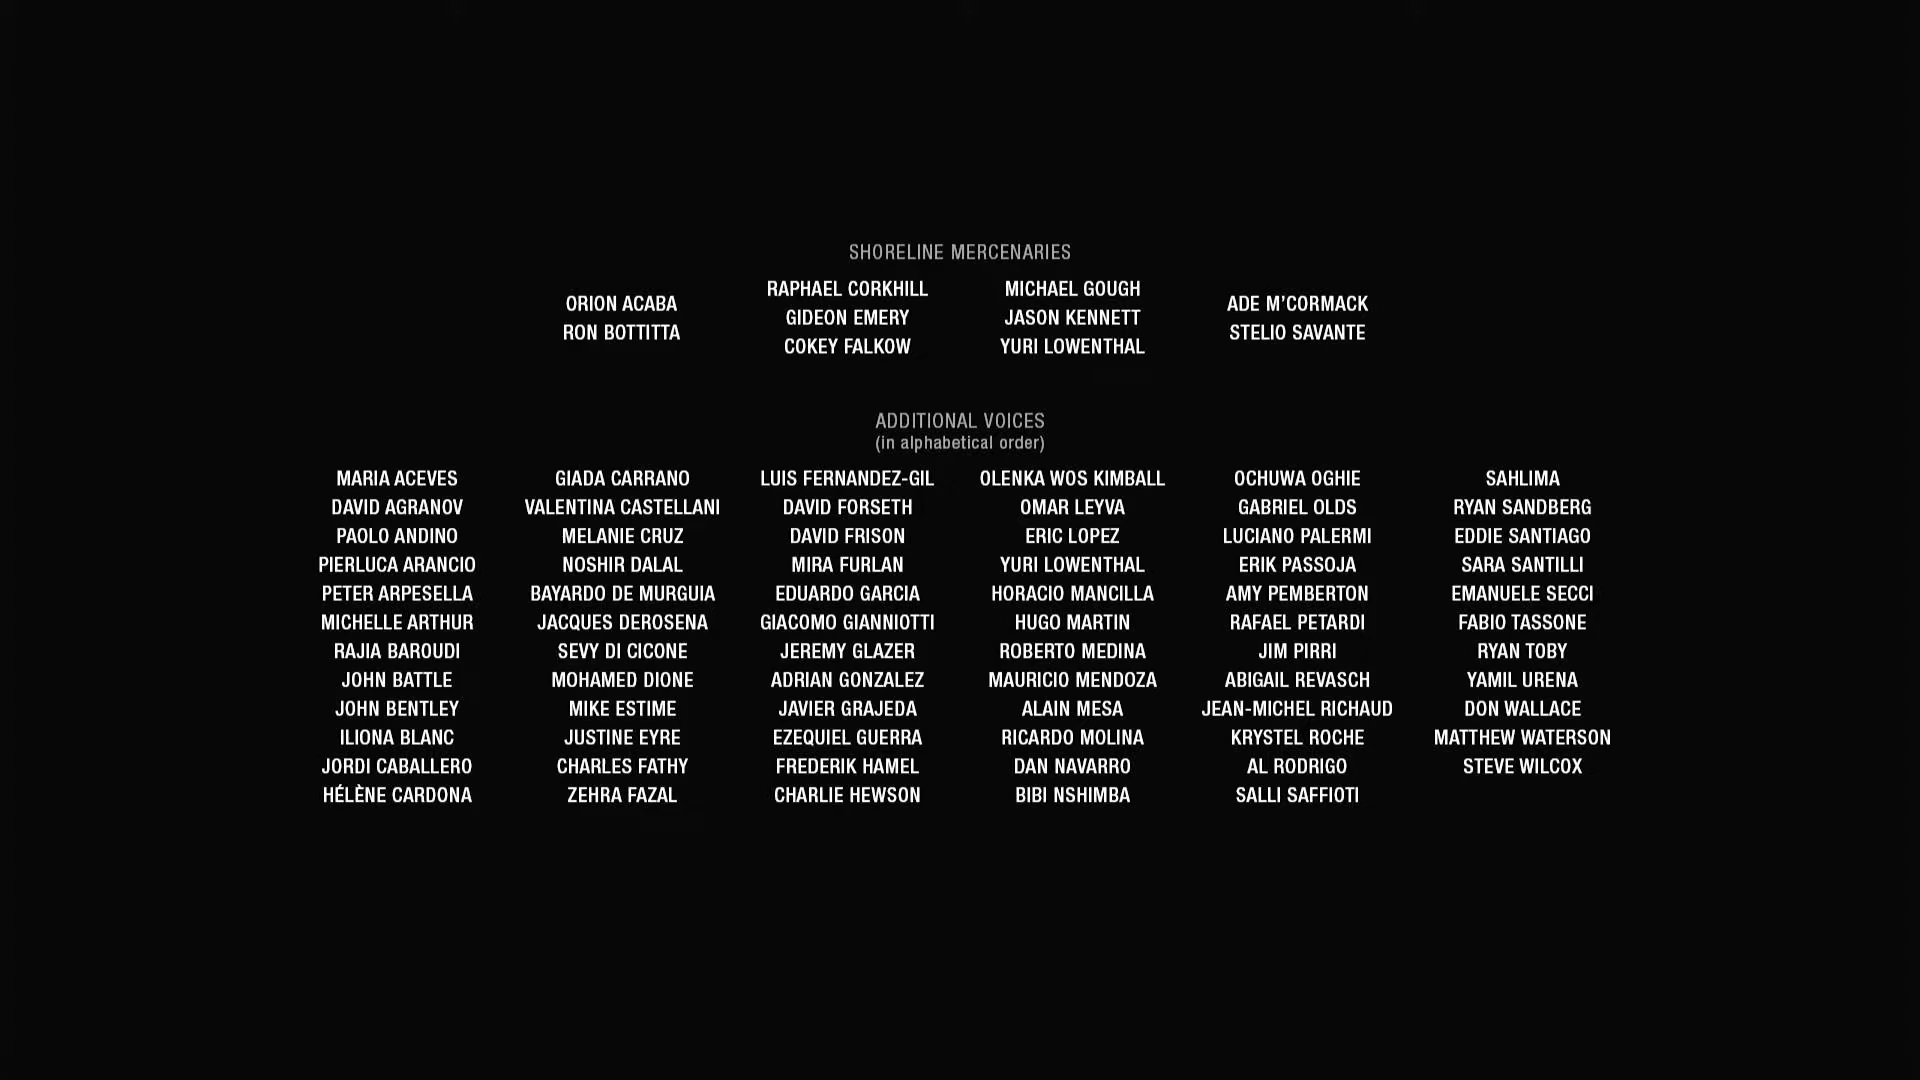 SHORELINE MERCENARIES
ORION ACABA
RON BOTTITTA
RAPHAEL CORKHILL
GIDEON EMERY
COKEY FALKOW
MICHAEL GOUGH
JASON KENNETT
YURI LOWENTHAL
ADE M'CORMACK
STELIO SAVANTE
ADDITIONAL VOICES
(in alphabetical order)
MARIA ACEVES
DAVID AGRANOV
PAOLO ANDINO
PIERLUCA ARANCIO
PETER ARPESELLA
MICHELLE ARTHUR
RAJIA BAROUDI
JOHN BATTLE
JOHN BENTLEY
ILIONA BLANC
JORDI CABALLERO
HÉLÈNE CARDONA
GIADA CARRANO
VALENTINA CASTELLANI
MELANIE CRUZ
NOSHIR DALAL
BAYARDO DE MURGUIA
JACQUES DEROSENA
SEVY DI CICONE
MOHAMED DIONE
MIKE ESTIME
JUSTINE EYRE
CHARLES FATHY
ZEHRA FAZAL
LUIS FERNANDEZ-GIL
DAVID FORSETH
DAVID FRISON
MIRA FURLAN
EDUARDO GARCIA
GIACOMO GIANNIOTTI
JEREMY GLAZER
ADRIAN GONZALEZ
JAVIER GRAJEDA
EZEQUIEL GUERRA
FREDERIK HAMEL
CHARLIE HEWSON
OLENKA WOS KIMBALL
OMAR LEYVA
ERIC LOPEZ
YURI LOWENTHAL
HORACIO MANCILLA
HUGO MARTIN
ROBERTO MEDINA
MAURICIO MENDOZA
ALAIN MESA
RICARDO MOLINA
DAN NAVARRO
BIBI NSHIMBA
OCHUWA OGHIE
GABRIEL OLDS
LUCIANO PALERMI
ERIK PASSOJA
AMY PEMBERTON
RAFAEL PETARDI
JIM PIRRI
ABIGAIL REVASCH
JEAN-MICHEL RICHAUD
KRYSTEL ROCHE
AL RODRIGO
SALLI SAFFIOTI
SAHLIMA
RYAN SANDBERG
EDDIE SANTIAGO
SARA SANTILLI
EMANUELE SECCI
FABIO TASSONE
RYAN TOBY
YAMIL URENA
DON WALLACE
MATTHEW WATERSON
STEVE WILCOX